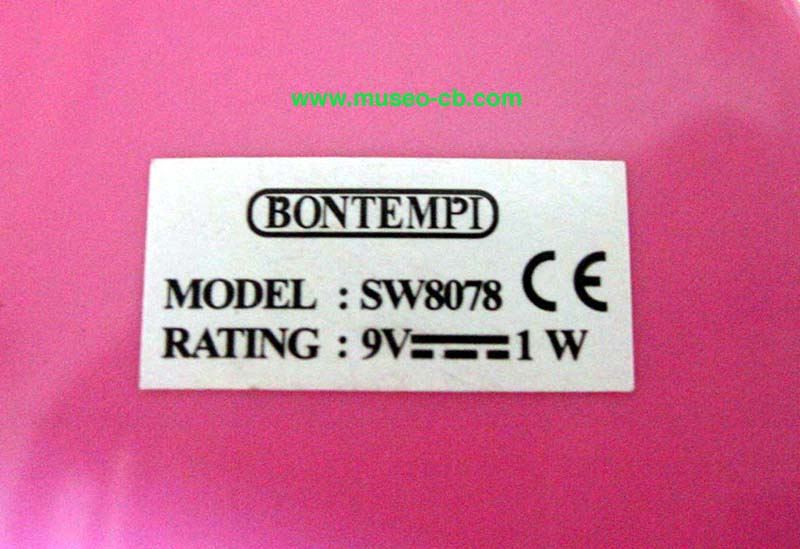 www.museo-cb.com
BONTEMPI
MODEL : SW8078 CE
RATING : 9V⎓1 W